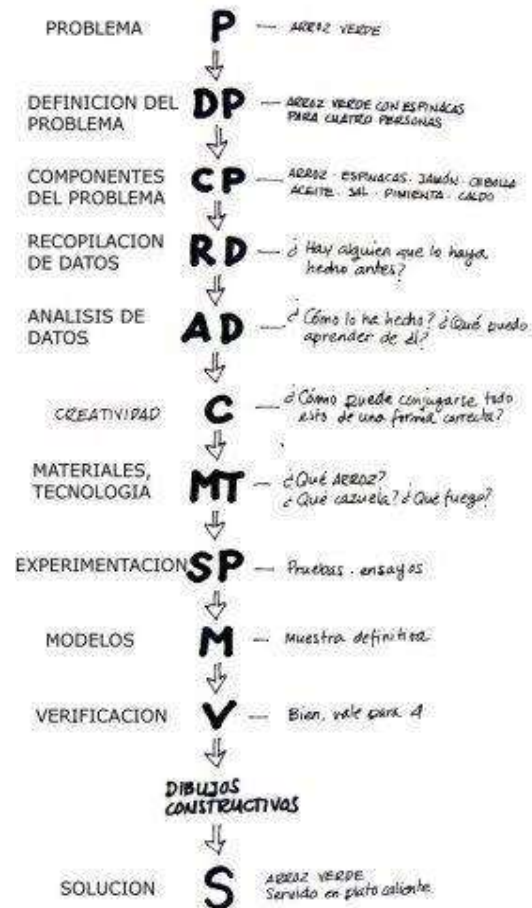 PROBLEMA P — ARROZ VERDE
DEFINICION DEL PROBLEMA DP — ARROZ VERDE CON ESPINACAS
PARA CUATRO PERSONAS
COMPONENTES DEL PROBLEMA CP — ARROZ · ESPINACAS · JAMÓN · CEBOLLA
ACEITE · SAL · PIMIENTA · CALDO
RECOPILACION DE DATOS RD — ¿Hay alguien que lo haya
hecho antes?
ANALISIS DE DATOS AD — ¿Cómo lo ha hecho? ¿Qué puedo
aprender de él?
CREATIVIDAD C — ¿Cómo puede conjugarse todo
esto de una forma correcta?
MATERIALES, TECNOLOGIA MT — ¿Qué ARROZ?
¿Qué cazuela? ¿Qué fuego?
EXPERIMENTACION SP — Pruebas · ensayos
MODELOS M — Muestra definitiva
VERIFICACION V — Bien, vale para 4
DIBUJOS
CONSTRUCTIVOS
SOLUCION S ARROZ VERDE
Servido en plato caliente